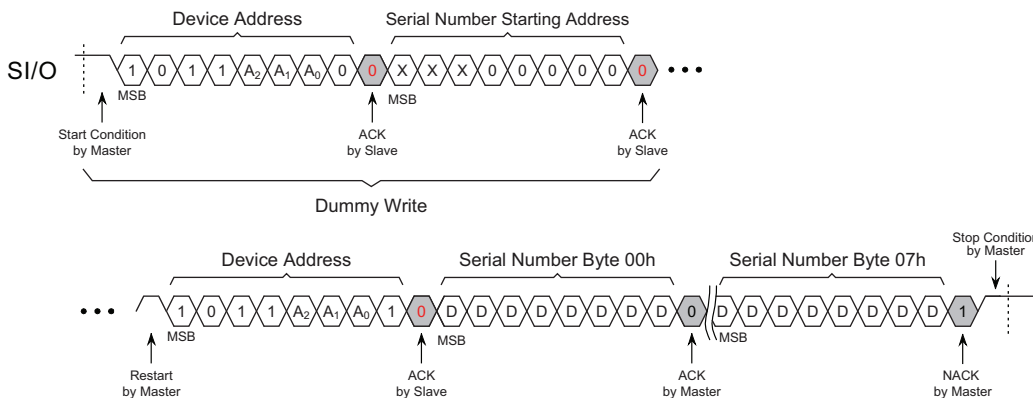 Device Address Serial Number Starting Address
SI/O 1 0 1 1 A₂ A₁ A₀ 0 0 X X X 0 0 0 0 0 0 •••
MSB MSB
Start Condition by Master
ACK by Slave
ACK by Slave
Dummy Write
Stop Condition by Master
Device Address Serial Number Byte 00h Serial Number Byte 07h
••• 1 0 1 1 A₂ A₁ A₀ 1 0 D D D D D D D D 0 D D D D D D D D 1
MSB MSB MSB
Restart by Master
ACK by Slave
ACK by Master
NACK by Master